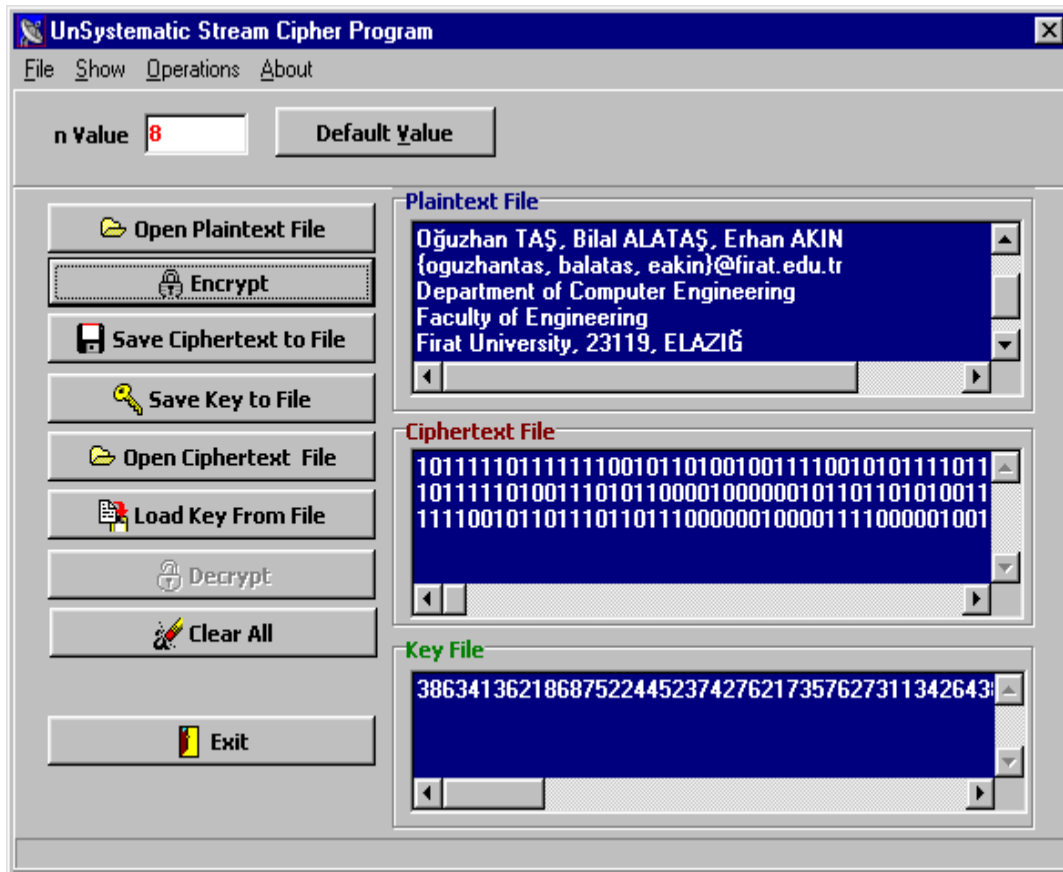 UnSystematic Stream Cipher Program
File Show Operations About
n Value 8 Default Value
Open Plaintext File
Encrypt
Save Ciphertext to File
Save Key to File
Open Ciphertext File
Load Key From File
Decrypt
Clear All
Exit
Plaintext File
Oğuzhan TAŞ, Bilal ALATAŞ, Erhan AKIN
{oguzhantas, balatas, eakin}@firat.edu.tr
Department of Computer Engineering
Faculty of Engineering
Firat University, 23119, ELAZIĞ
Ciphertext File
101111101111111001011010010011110010101111011
101111101001110101100001000000101101101010011
111100101101110110111000000100001111000001001
Key File
3863413621868752244523742762173576273113426438